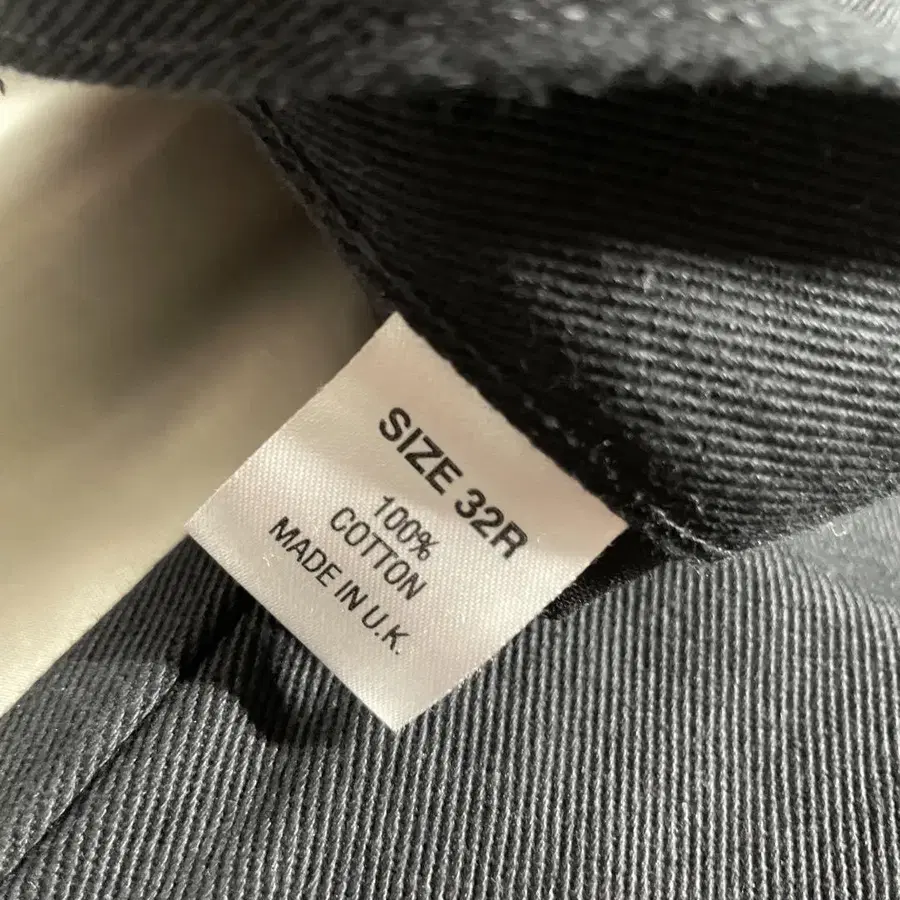 SIZE 32R
100%
COTTON
MADE IN U.K.